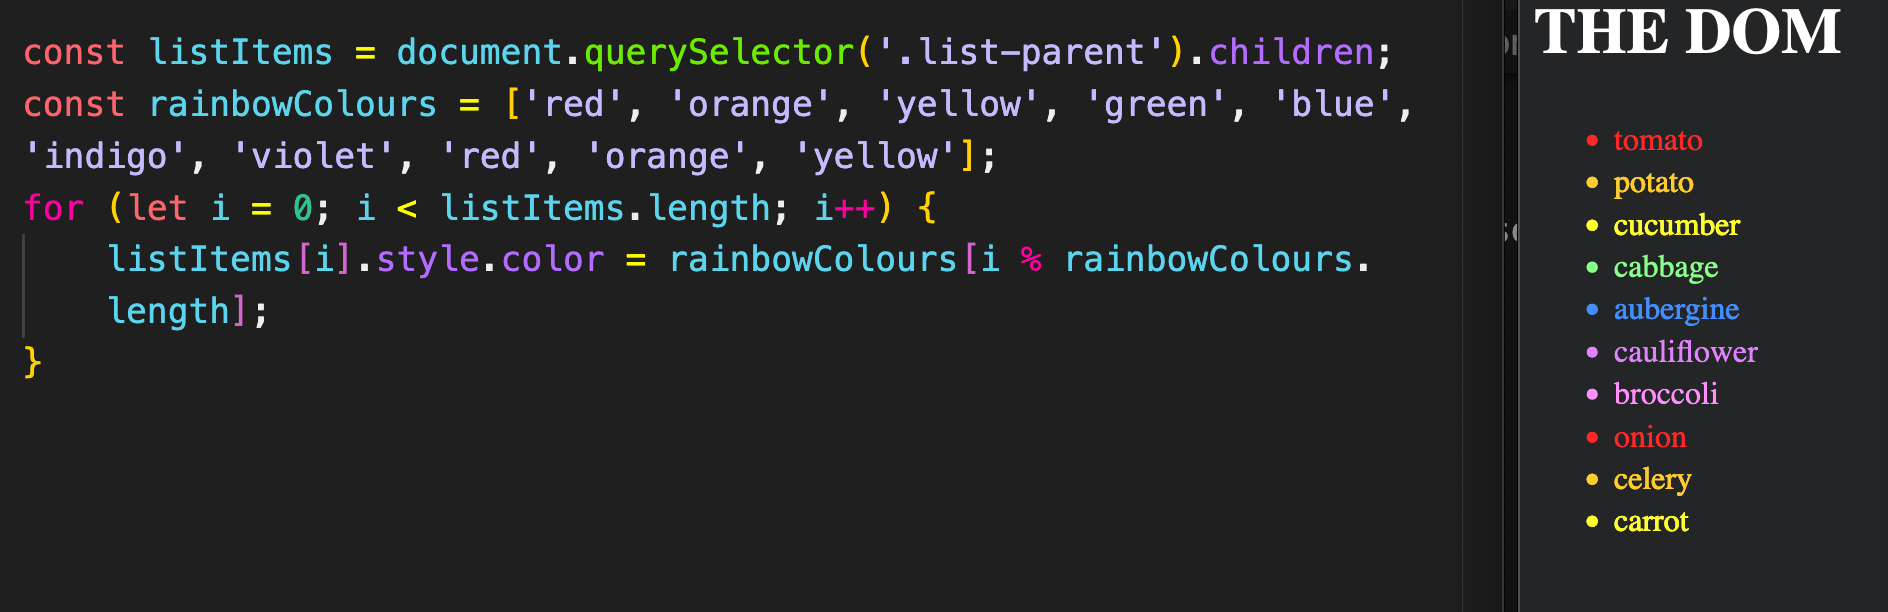 const listItems = document.querySelector('.list-parent').children;
const rainbowColours = ['red', 'orange', 'yellow', 'green', 'blue',
'indigo', 'violet', 'red', 'orange', 'yellow'];
for (let i = 0; i < listItems.length; i++) {
listItems[i].style.color = rainbowColours[i % rainbowColours.
length];
}
THE DOM
tomato
potato
cucumber
cabbage
aubergine
cauliflower
broccoli
onion
celery
carrot